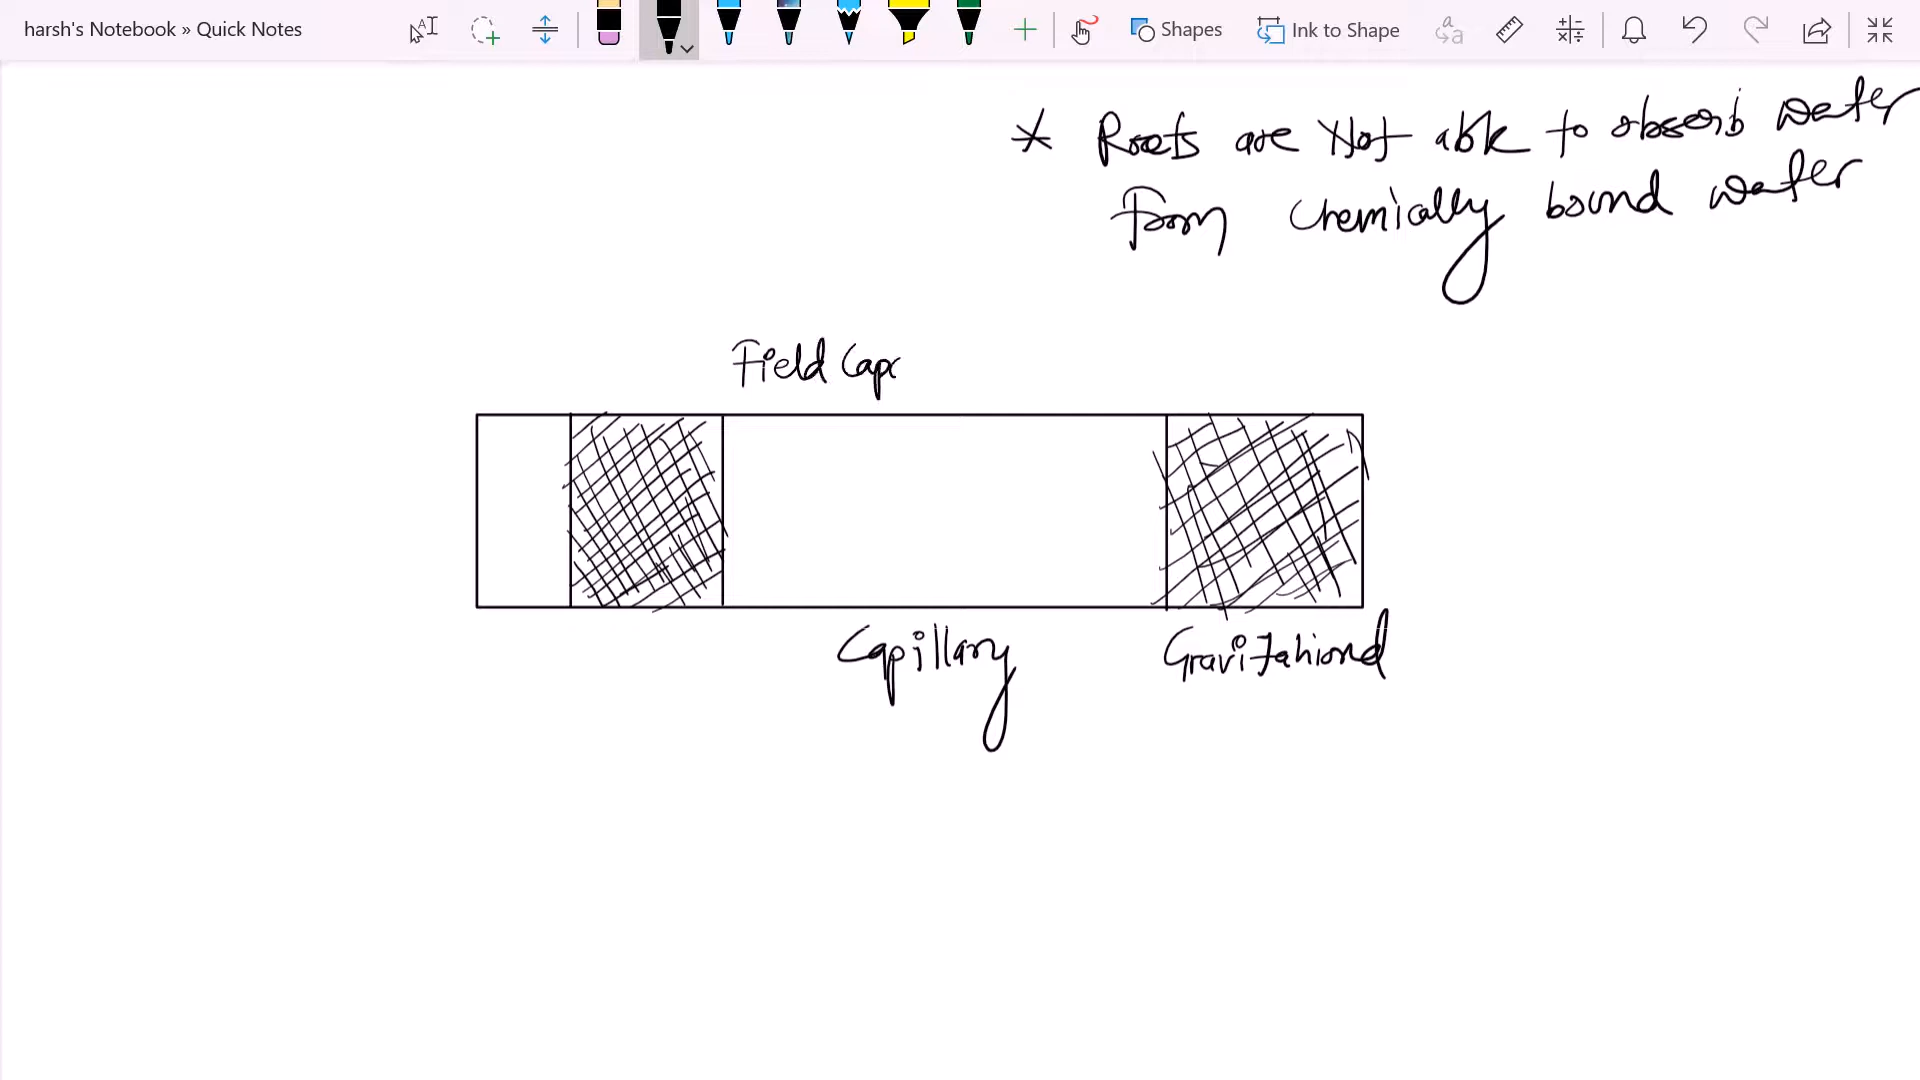 harsh's Notebook » Quick Notes
Shapes
Ink to Shape
* Roots are Not able to absorb water
From chemically bound water
Field Capa
Capillary
Gravitational